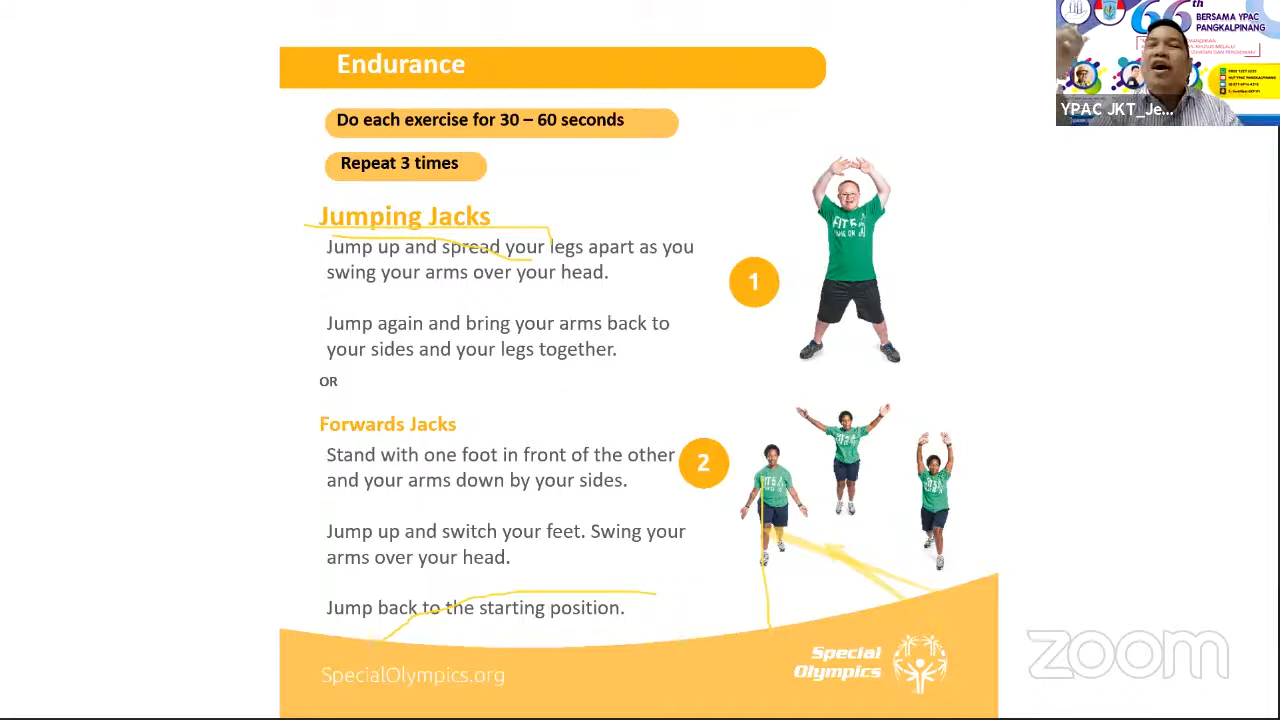 Endurance
Do each exercise for 30 – 60 seconds
Repeat 3 times
Jumping Jacks
Jump up and spread your legs apart as you
swing your arms over your head.
Jump again and bring your arms back to
your sides and your legs together.
OR
Forwards Jacks
Stand with one foot in front of the other
and your arms down by your sides.
Jump up and switch your feet. Swing your
arms over your head.
Jump back to the starting position.
1
2
SpecialOlympics.org
Special
Olympics
66th
BERSAMA YPAC
PANGKALPINANG
YPAC JKT_Je...
zoom